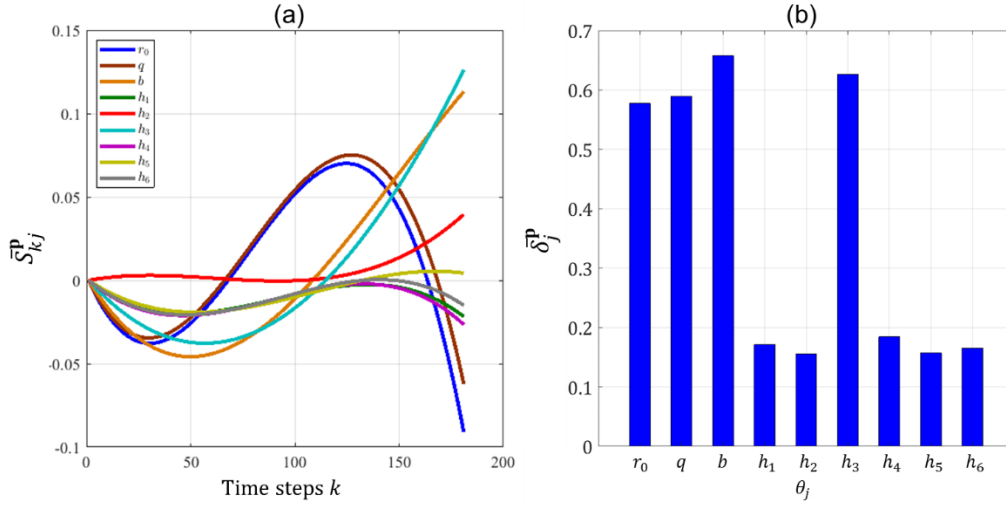 (a)
0.15
0.1
0.05
0
-0.05
-0.1
0
50
100
150
200
r₀
q
b
h₁
h₂
h₃
h₄
h₅
h₆
S̄ᴾₖⱼ
Time steps k
(b)
0.7
0.6
0.5
0.4
0.3
0.2
0.1
0
δ̄ᴾⱼ
r₀ q b h₁ h₂ h₃ h₄ h₅ h₆
θⱼ